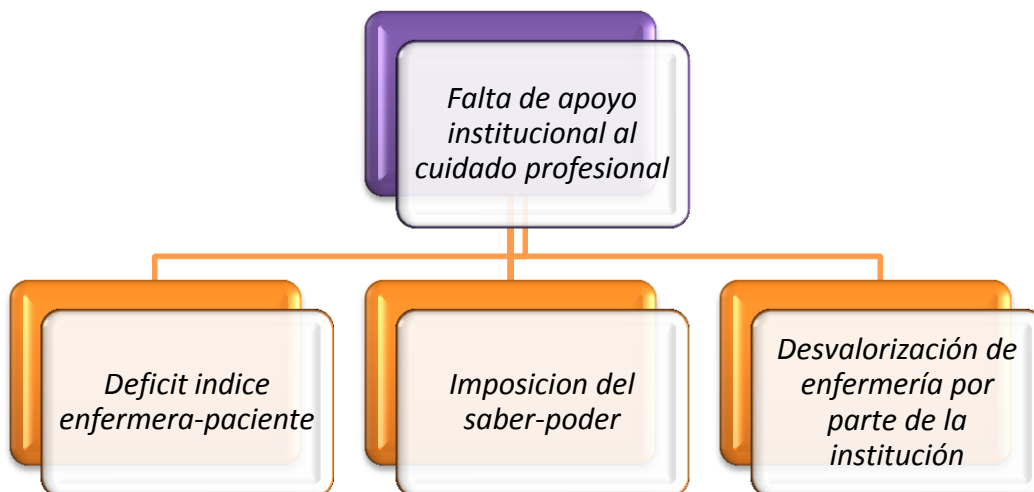 Falta de apoyo
institucional al
cuidado profesional
Deficit indice
enfermera-paciente
Imposicion del
saber-poder
Desvalorización de
enfermería por
parte de la
institución